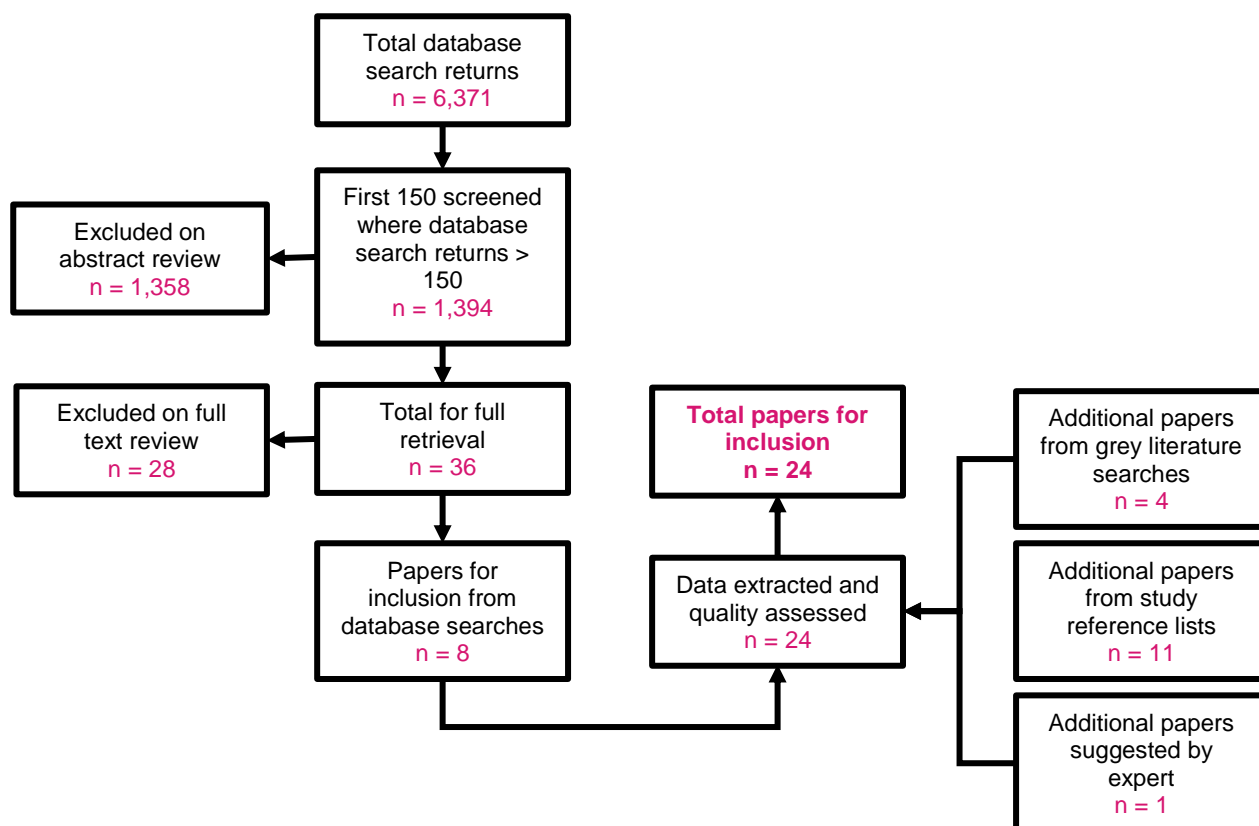 Total database
search returns
n = 6,371
First 150 screened
where database
search returns >
150
n = 1,394
Excluded on
abstract review
n = 1,358
Total for full
retrieval
n = 36
Excluded on full
text review
n = 28
Papers for
inclusion from
database searches
n = 8
Total papers for
inclusion
n = 24
Data extracted and
quality assessed
n = 24
Additional papers
from grey literature
searches
n = 4
Additional papers
from study
reference lists
n = 11
Additional papers
suggested by
expert
n = 1